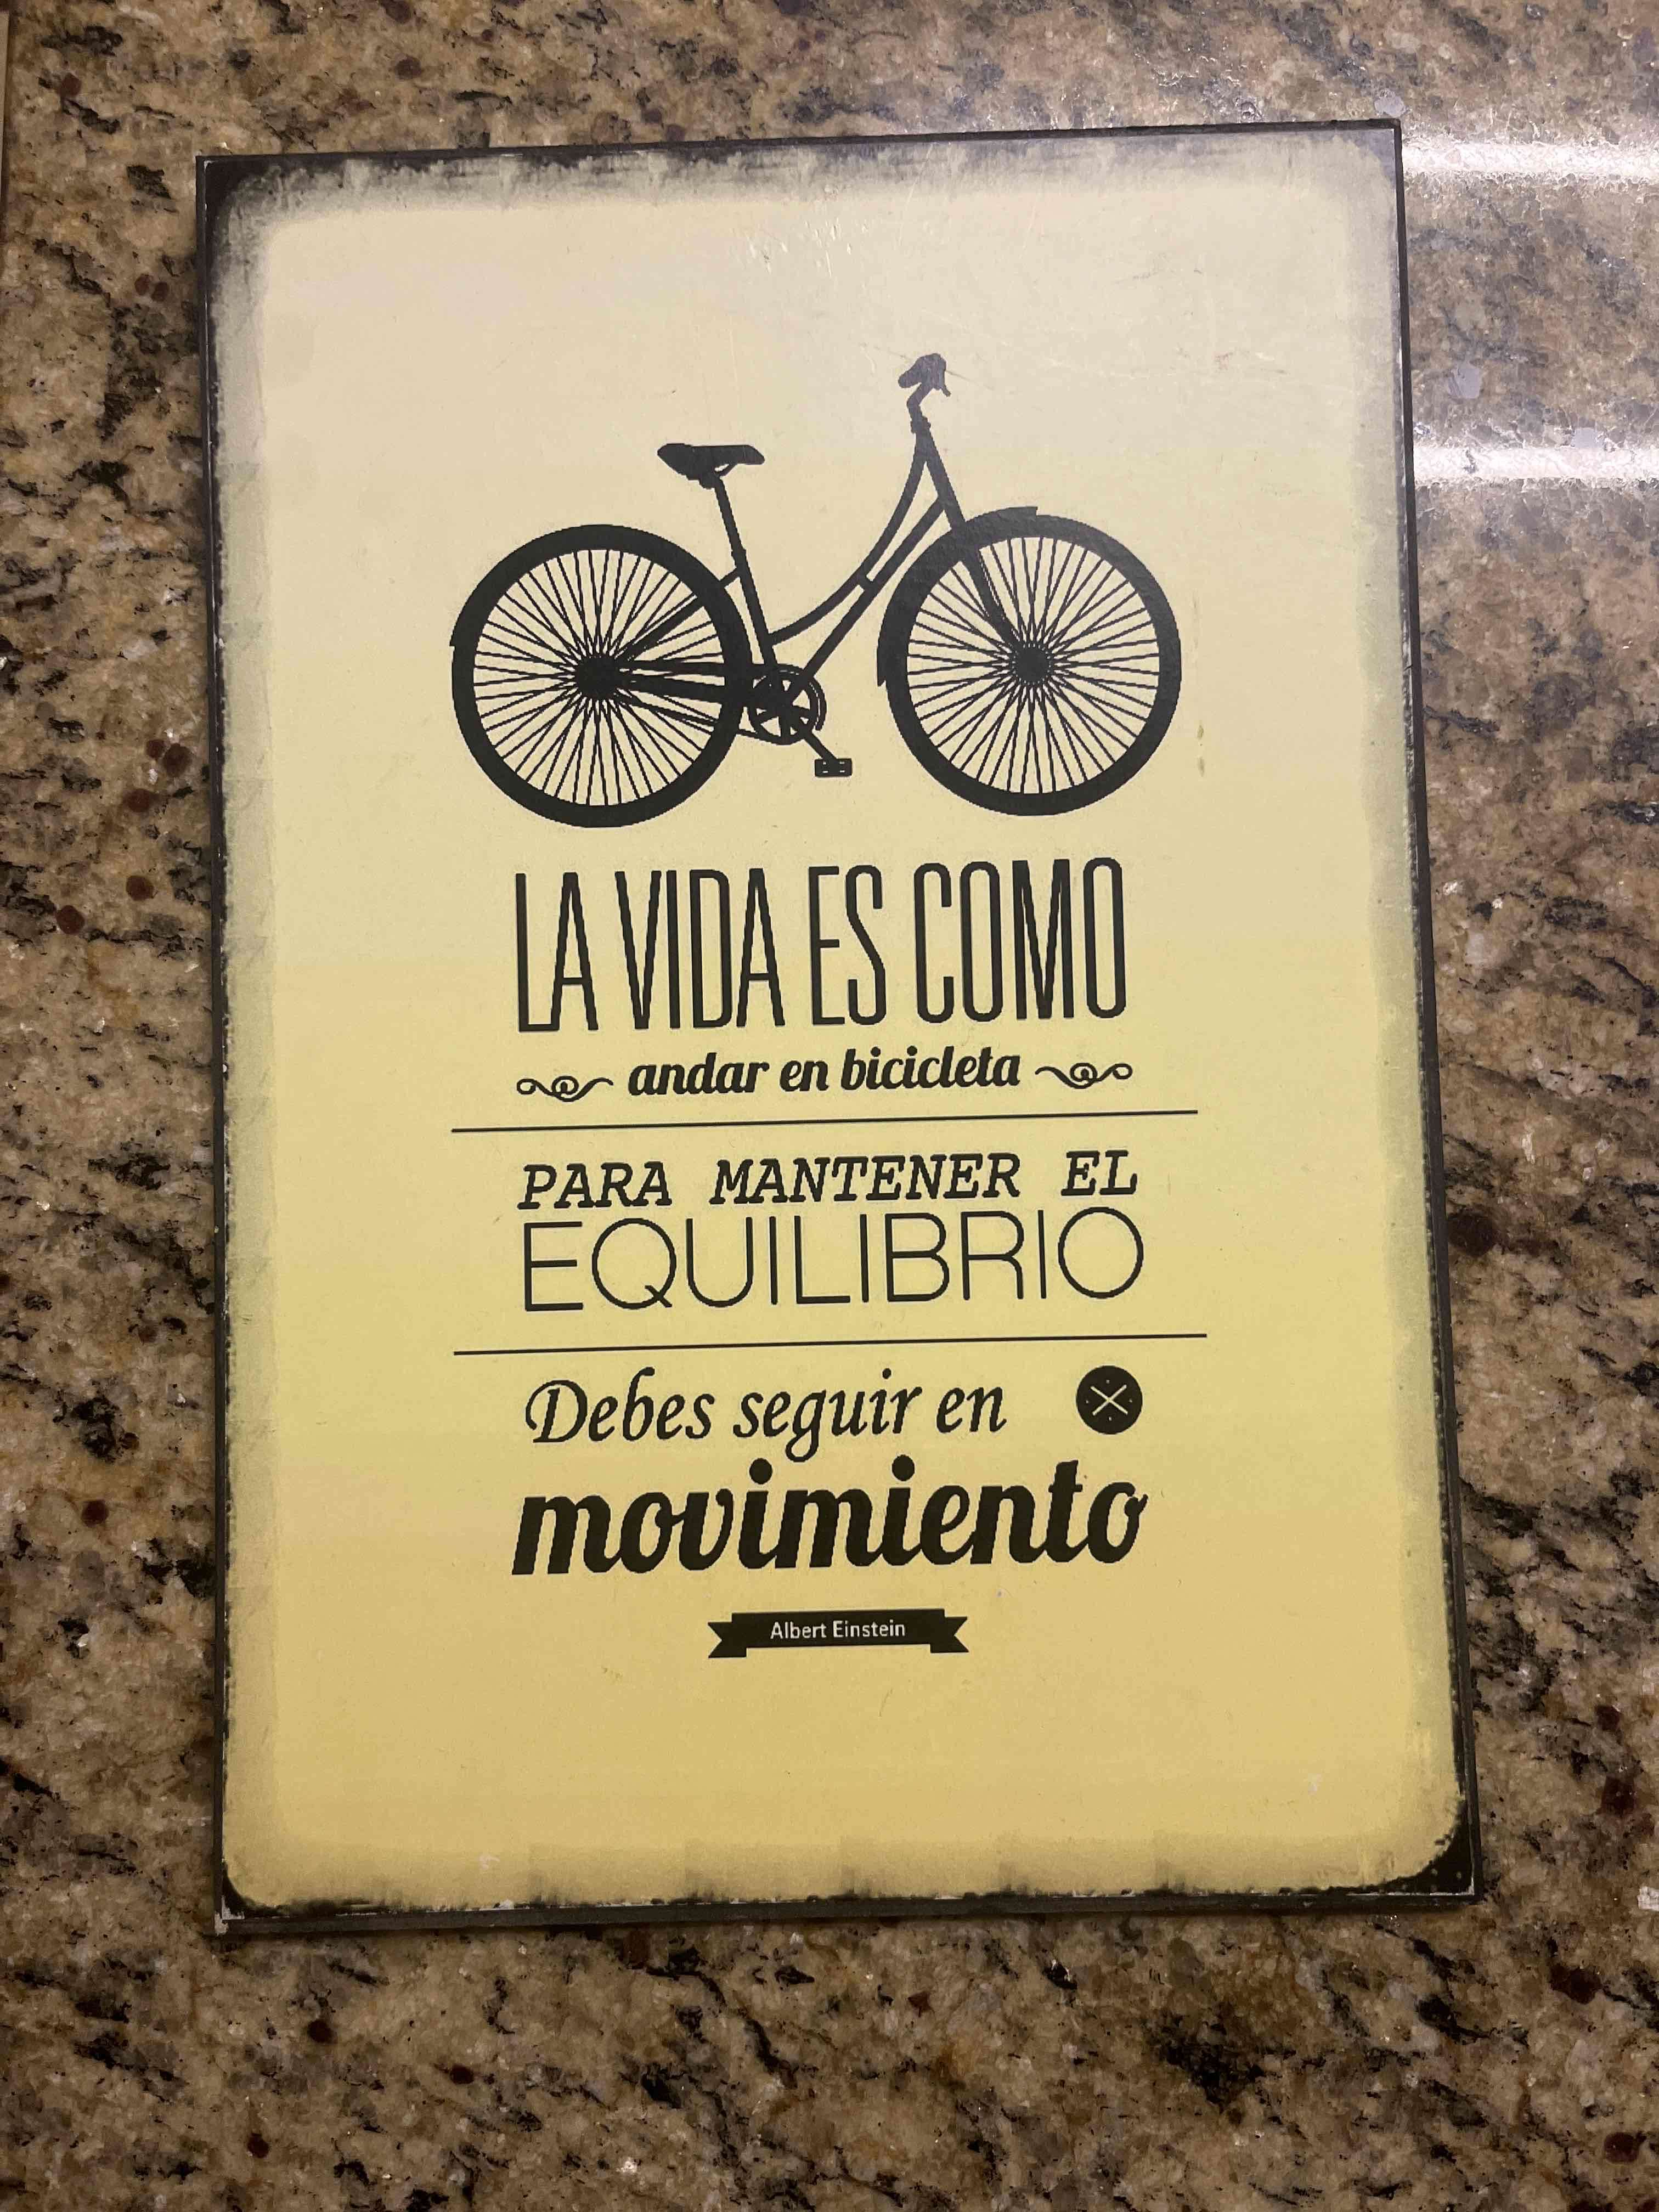 LA VIDA ES COMO
andar en bicicleta
PARA MANTENER EL
EQUILIBRIO
Debes seguir en
movimiento
Albert Einstein